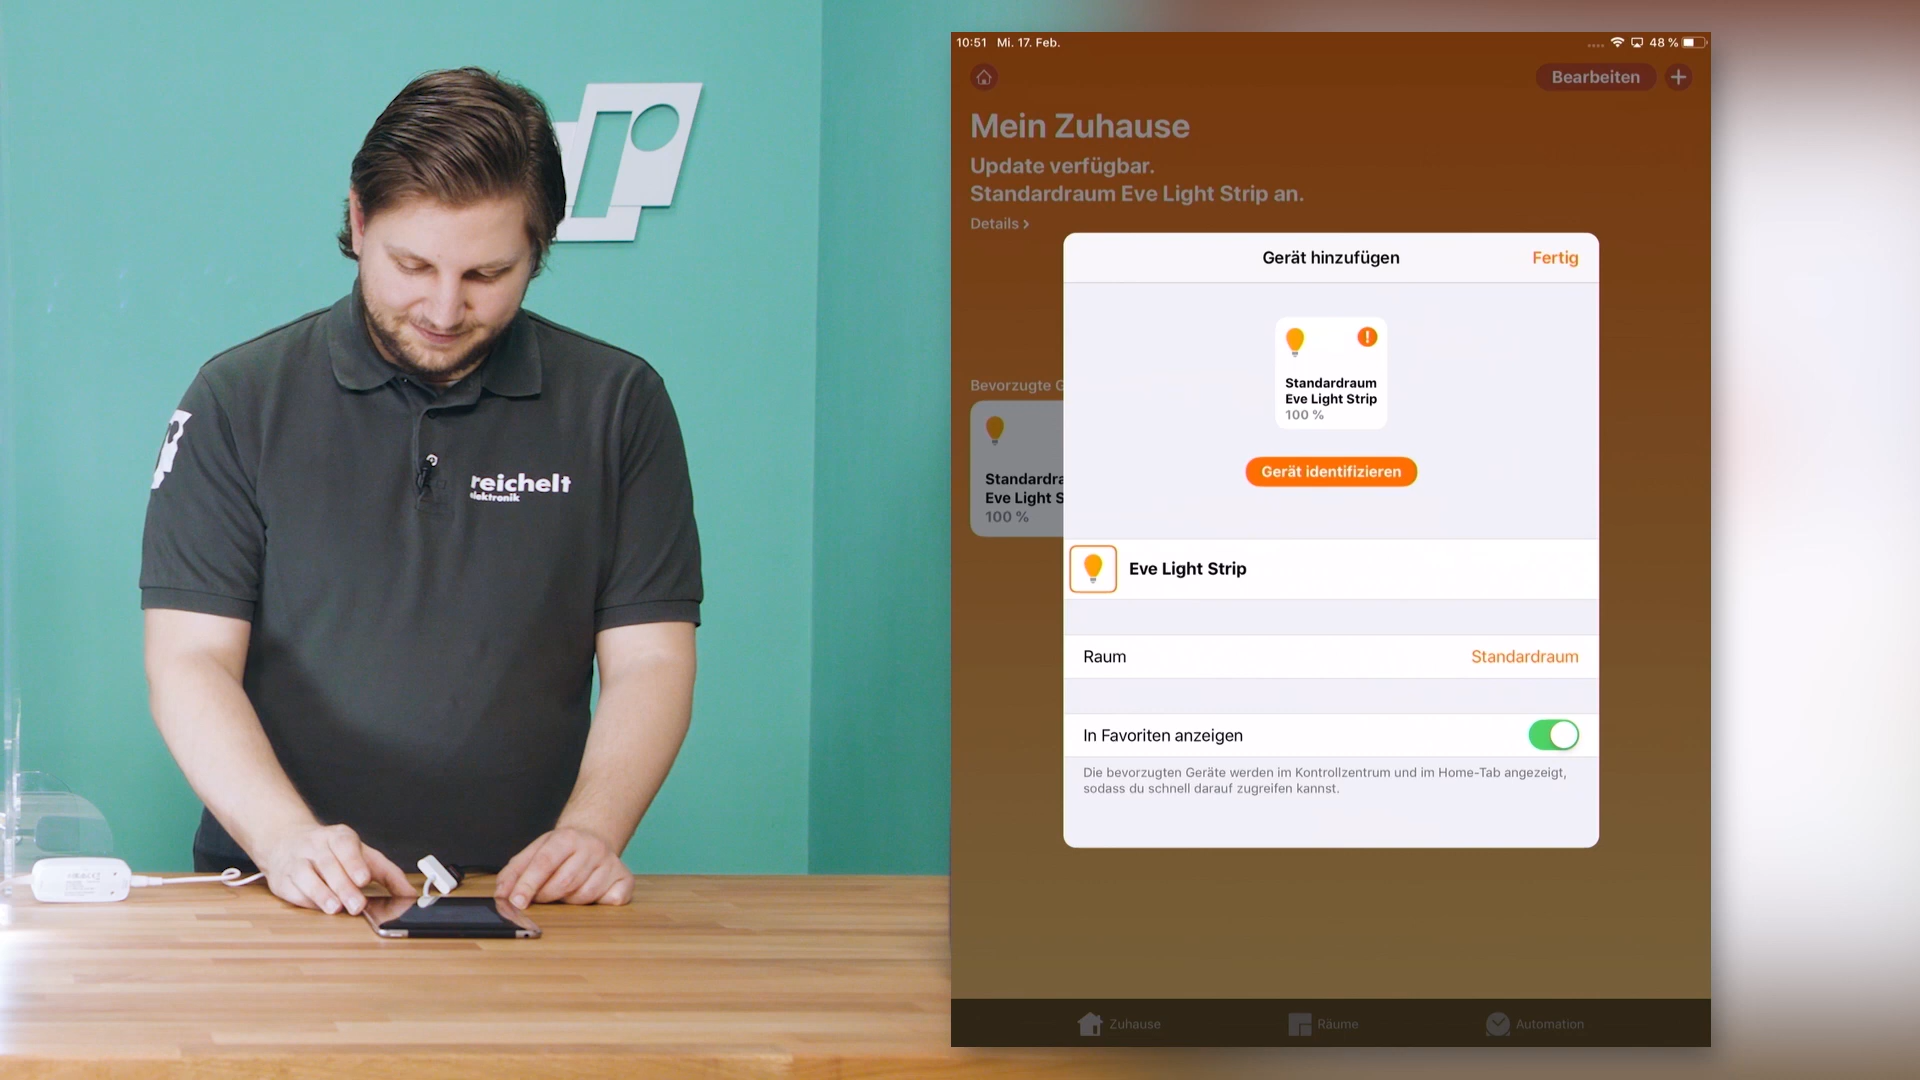 reichelt
elektronik
10:51 Mi. 17. Feb.
48 %
Bearbeiten
Mein Zuhause
Update verfügbar.
Standardraum Eve Light Strip an.
Details
Bevorzugte G
Standardra
Eve Light S
100 %
Gerät hinzufügen
Fertig
Standardraum
Eve Light Strip
100 %
Gerät identifizieren
Eve Light Strip
Raum
Standardraum
In Favoriten anzeigen
Die bevorzugten Geräte werden im Kontrollzentrum und im Home-Tab angezeigt,
sodass du schnell darauf zugreifen kannst.
Zuhause
Räume
Automation